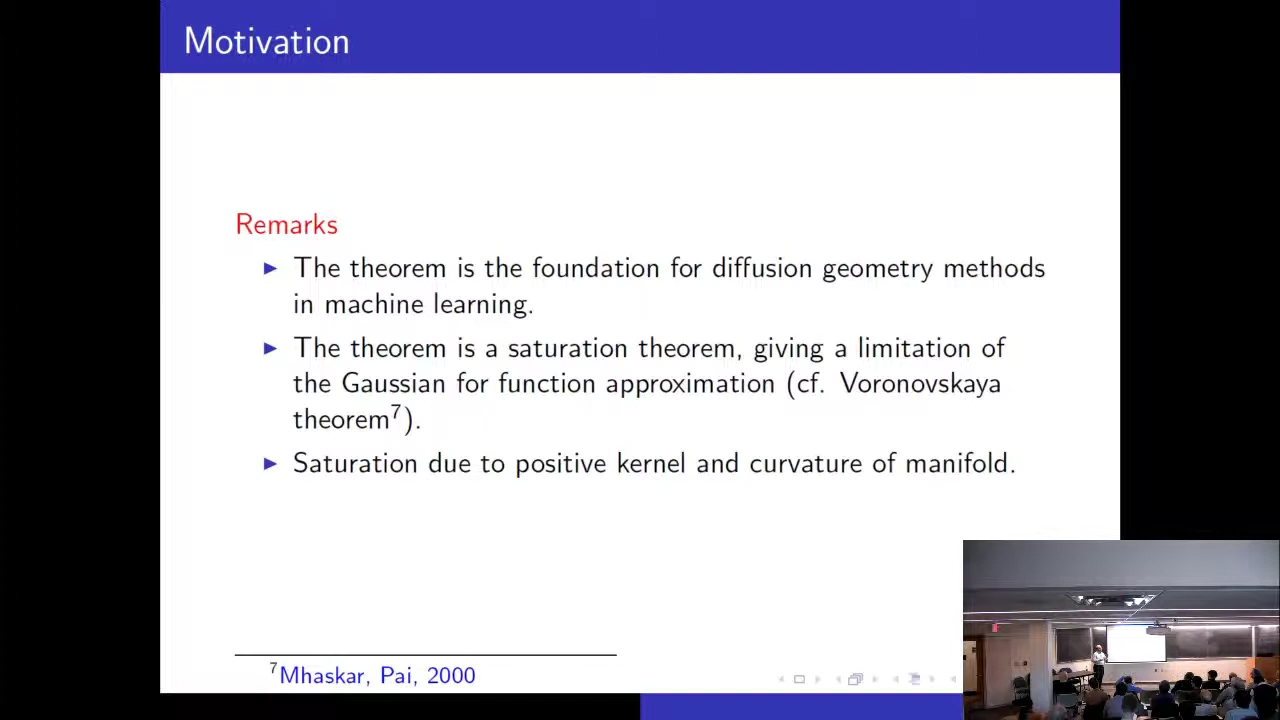 Motivation
Remarks
▶ The theorem is the foundation for diffusion geometry methods
in machine learning.
▶ The theorem is a saturation theorem, giving a limitation of
the Gaussian for function approximation (cf. Voronovskaya
theorem⁷).
▶ Saturation due to positive kernel and curvature of manifold.
⁷Mhaskar, Pai, 2000